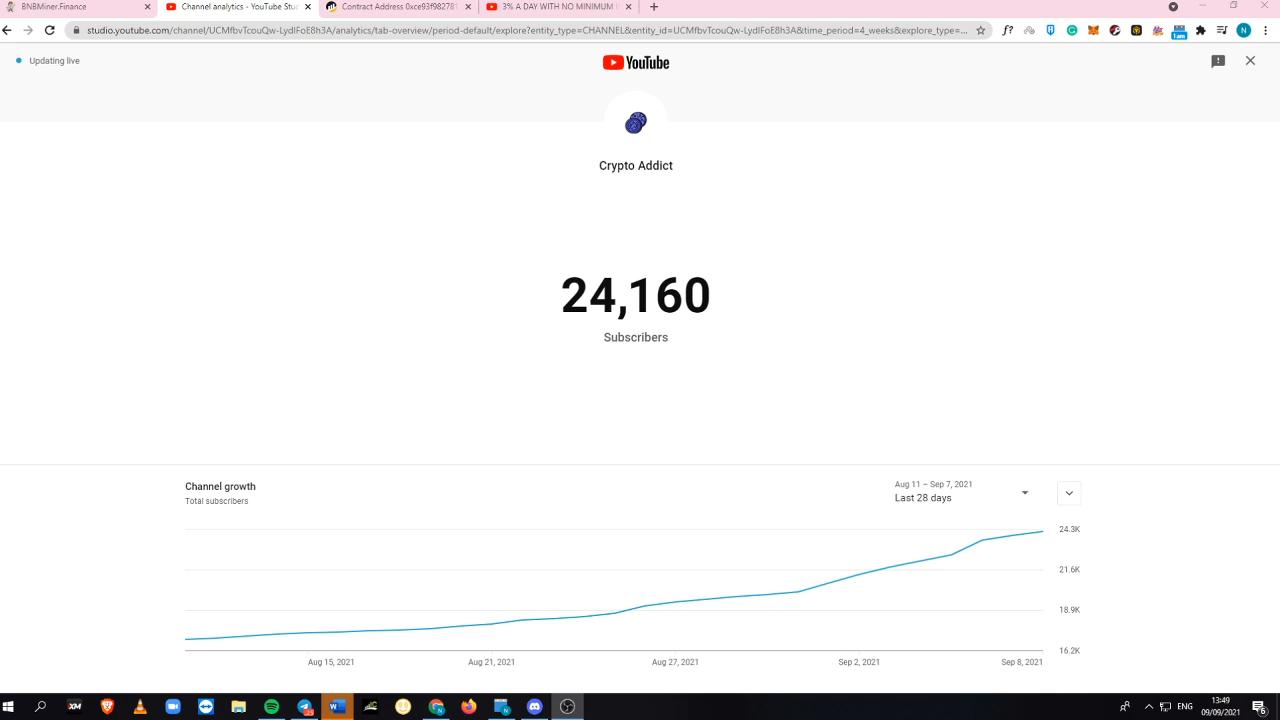 BNBMiner.Finance
Channel analytics - YouTube Stu
Contract Address 0xce93f982781
3% A DAY WITH NO MINIMUM
studio.youtube.com/channel/UCMfbvTcouQw-LydIFoE8h3A/analytics/tab-overview/period-default/explore?entity_type=CHANNEL&entity_id=UCMfbvTcouQw-LydIFoE8h3A&time_period=4_weeks&explore_type=...
f?
1am
N
Updating live
YouTube
Crypto Addict
24,160
Subscribers
Channel growth
Total subscribers
Aug 11 – Sep 7, 2021
Last 28 days
24.3K
21.6K
18.9K
16.2K
Aug 15, 2021
Aug 21, 2021
Aug 27, 2021
Sep 2, 2021
Sep 8, 2021
XM
ENG
13:49
09/09/2021
6